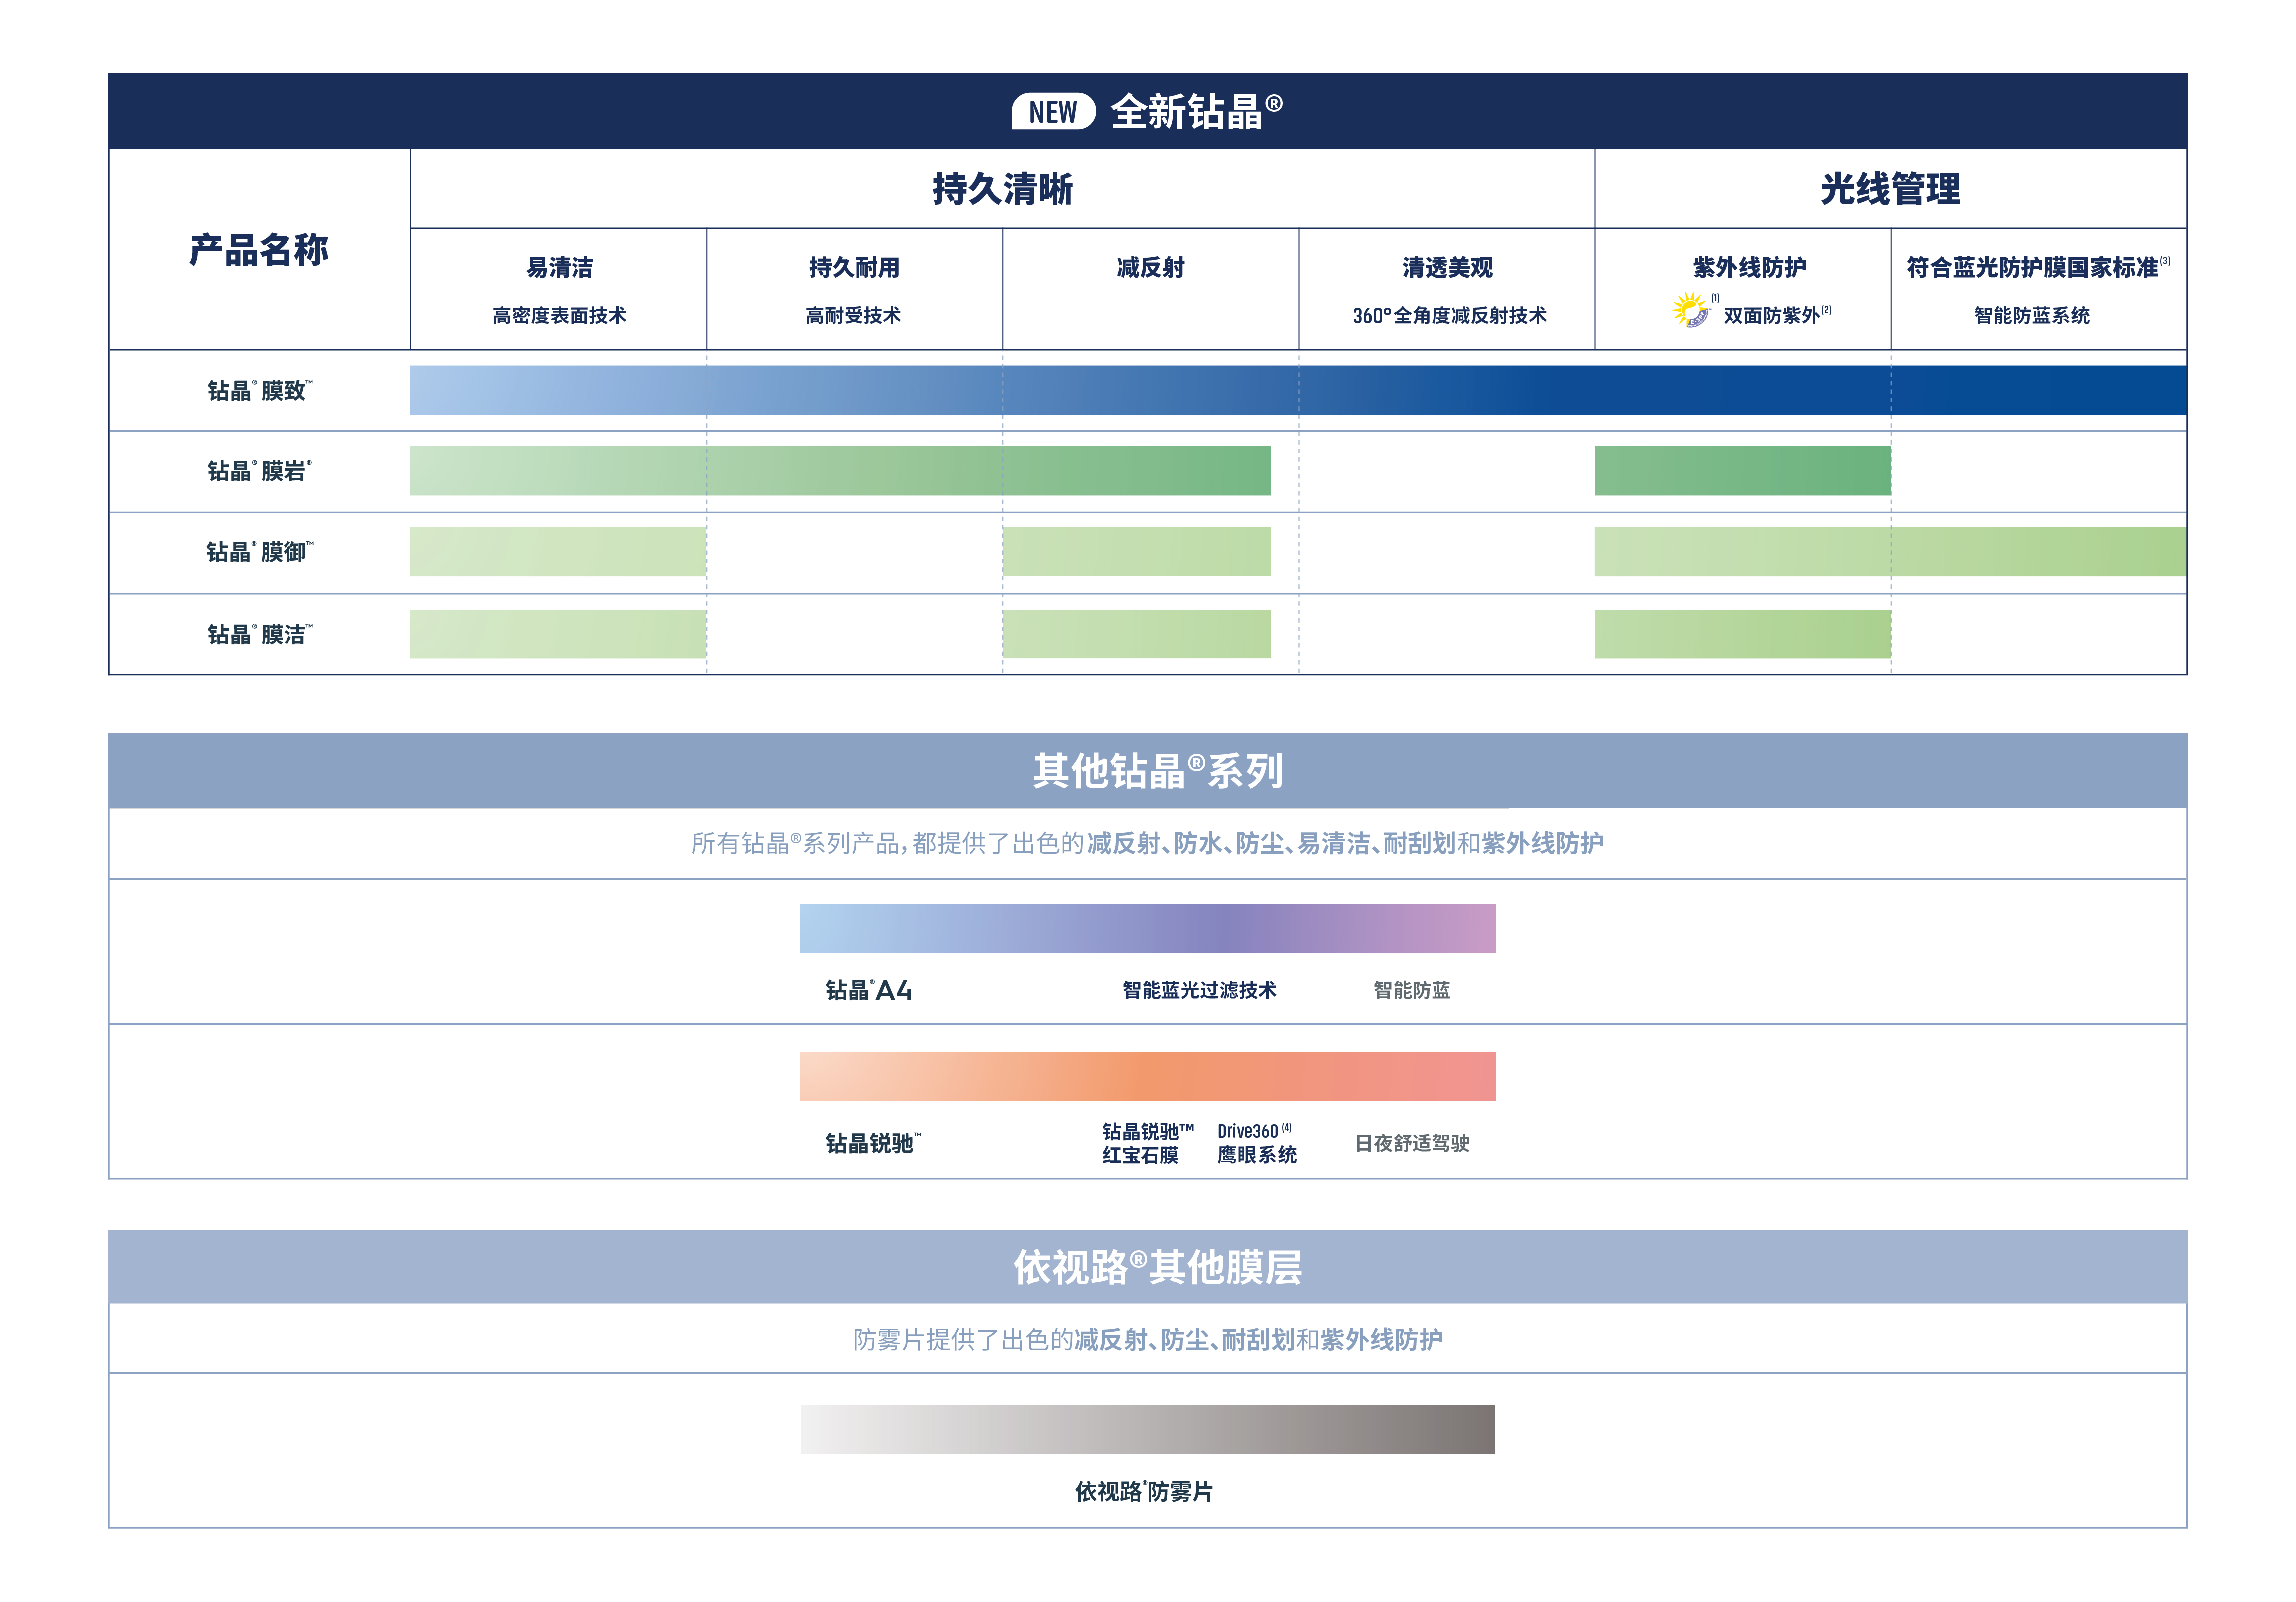 NEW 全新钻晶®
持久清晰 光线管理
产品名称
易清洁 持久耐用 减反射 清透美观 紫外线防护 符合蓝光防护膜国家标准(3)
高密度表面技术 高耐受技术 360°全角度减反射技术 (1) 双面防紫外(2) 智能防蓝系统
钻晶®膜致™
钻晶®膜岩®
钻晶®膜御™
钻晶®膜洁™
其他钻晶®系列
所有钻晶®系列产品，都提供了出色的减反射、防水、防尘、易清洁、耐刮划和紫外线防护
钻晶®A4 智能蓝光过滤技术 智能防蓝
钻晶锐驰™ 钻晶锐驰™ Drive360(4) 日夜舒适驾驶
红宝石膜 鹰眼系统
依视路®其他膜层
防雾片提供了出色的减反射、防尘、耐刮划和紫外线防护
依视路®防雾片